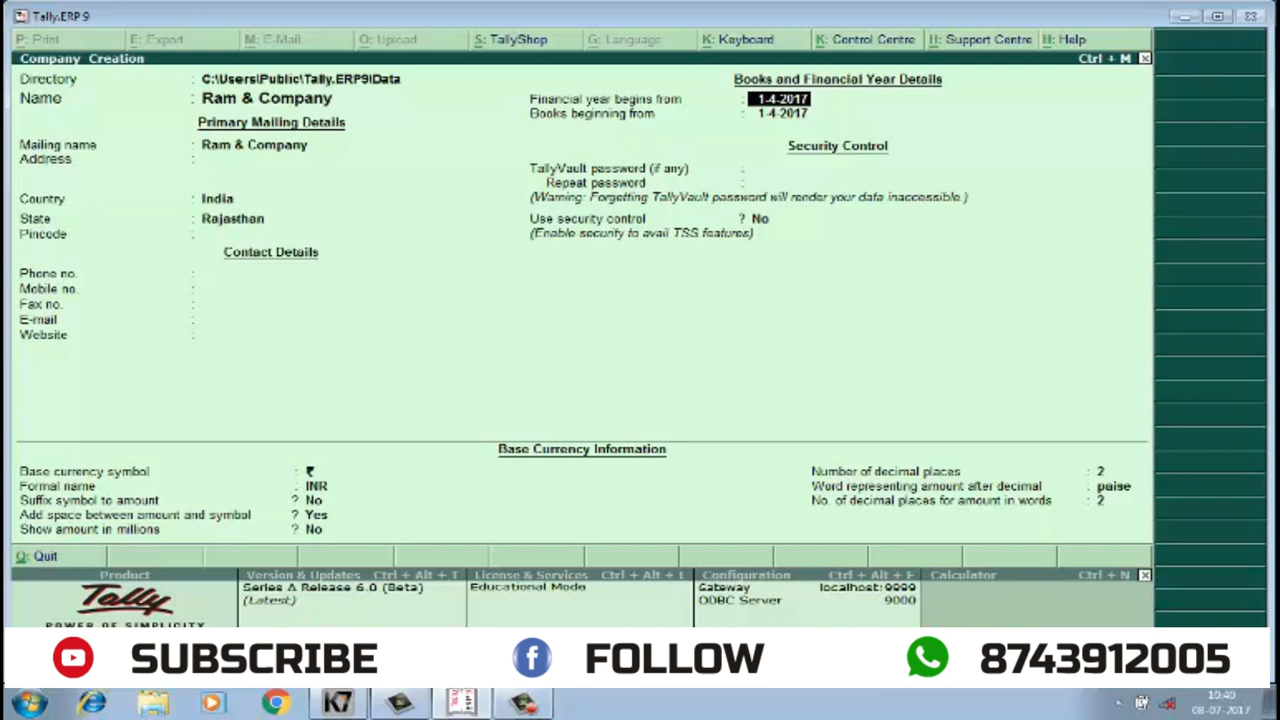 Tally.ERP 9
P: Print E: Export M: E-Mail O: Upload S: TallyShop G: Language K: Keyboard K: Control Centre H: Support Centre H: Help
Company Creation Ctrl + M
Directory : C:\Users\Public\Tally.ERP9\Data
Name : Ram & Company
Primary Mailing Details
Mailing name : Ram & Company
Address :
Country : India
State : Rajasthan
Pincode :
Contact Details
Phone no. :
Mobile no. :
Fax no. :
E-mail :
Website :
Books and Financial Year Details
Financial year begins from : 1-4-2017
Books beginning from : 1-4-2017
Security Control
TallyVault password (if any) :
Repeat password :
(Warning: Forgetting TallyVault password will render your data inaccessible.)
Use security control ? No
(Enable security to avail TSS features)
Base Currency Information
Base currency symbol : ₹
Formal name : INR
Suffix symbol to amount ? No
Add space between amount and symbol ? Yes
Show amount in millions ? No
Number of decimal places : 2
Word representing amount after decimal : paise
No. of decimal places for amount in words : 2
Q: Quit
Product
Tally
POWER OF SIMPLICITY
Version & Updates Ctrl + Alt + T
Series A Release 6.0 (Beta)
(Latest)
License & Services Ctrl + Alt + L
Educational Mode
Configuration Ctrl + Alt + F
Gateway localhost:9999
ODBC Server 9000
Calculator Ctrl + N
SUBSCRIBE FOLLOW 8743912005
K7
10:40
08-07-2017